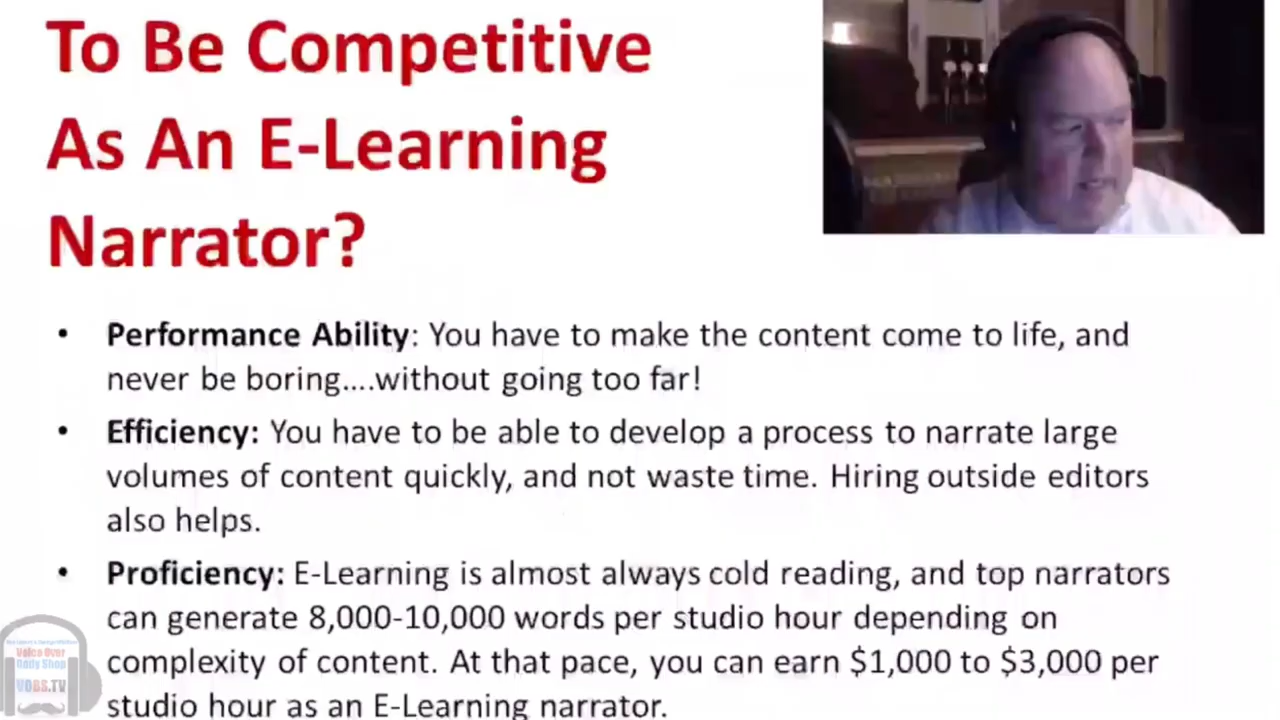 To Be Competitive
As An E-Learning
Narrator?
• Performance Ability: You have to make the content come to life, and
never be boring....without going too far!
• Efficiency: You have to be able to develop a process to narrate large
volumes of content quickly, and not waste time. Hiring outside editors
also helps.
• Proficiency: E-Learning is almost always cold reading, and top narrators
can generate 8,000-10,000 words per studio hour depending on
complexity of content. At that pace, you can earn $1,000 to $3,000 per
studio hour as an E-Learning narrator.
Voice Over
Body Shop
VOBS.TV